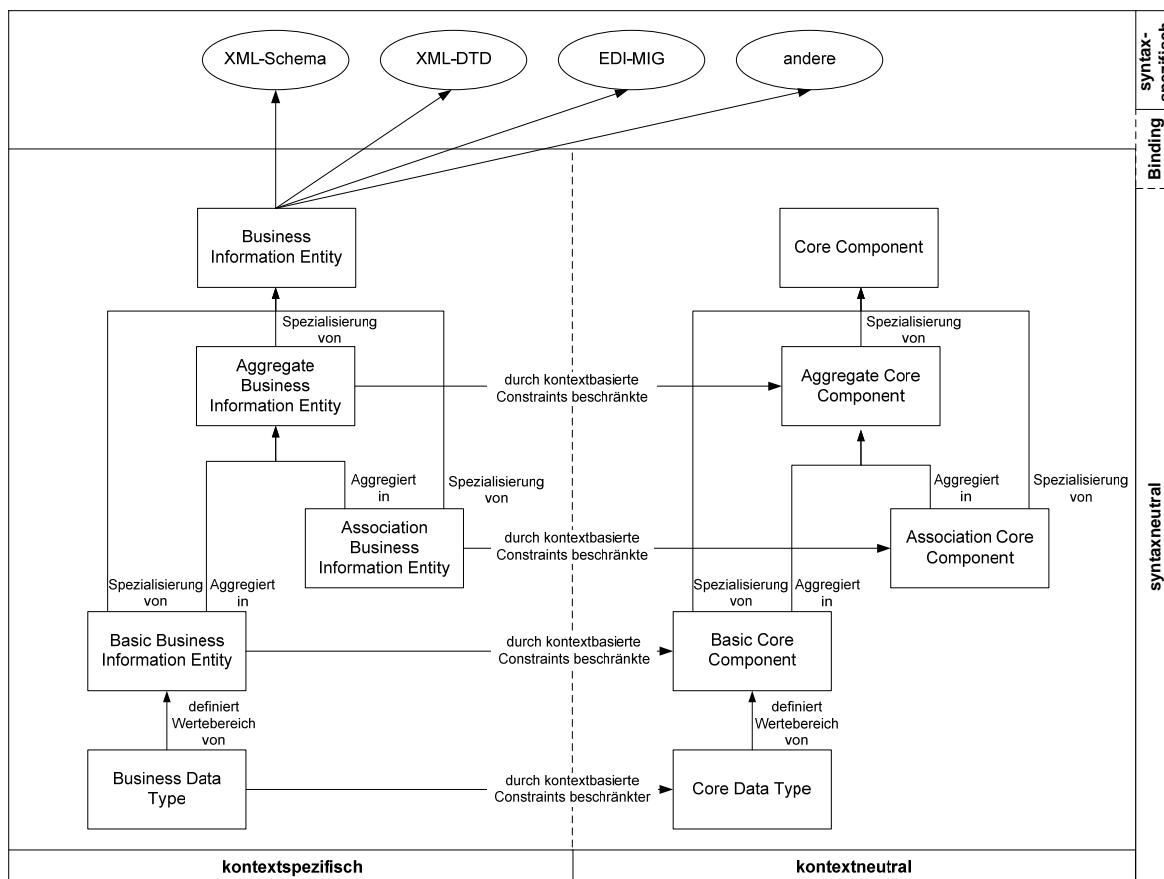 XML-Schema
XML-DTD
EDI-MIG
andere
syntax-
spezifisch
Binding
Business
Information Entity
Core Component
Spezialisierung
von
Spezialisierung
von
Aggregate
Business
Information Entity
durch kontextbasierte
Constraints beschränkte
Aggregate Core
Component
Aggregiert
in
Spezialisierung
von
Aggregiert
in
Spezialisierung
von
Association
Business
Information Entity
durch kontextbasierte
Constraints beschränkte
Association Core
Component
syntaxneutral
Spezialisierung
von
Aggregiert
in
Spezialisierung
von
Aggregiert
in
Basic Business
Information Entity
durch kontextbasierte
Constraints beschränkte
Basic Core
Component
definiert
Wertebereich
von
definiert
Wertebereich
von
Business Data
Type
durch kontextbasierte
Constraints beschränkter
Core Data Type
kontextspezifisch
kontextneutral